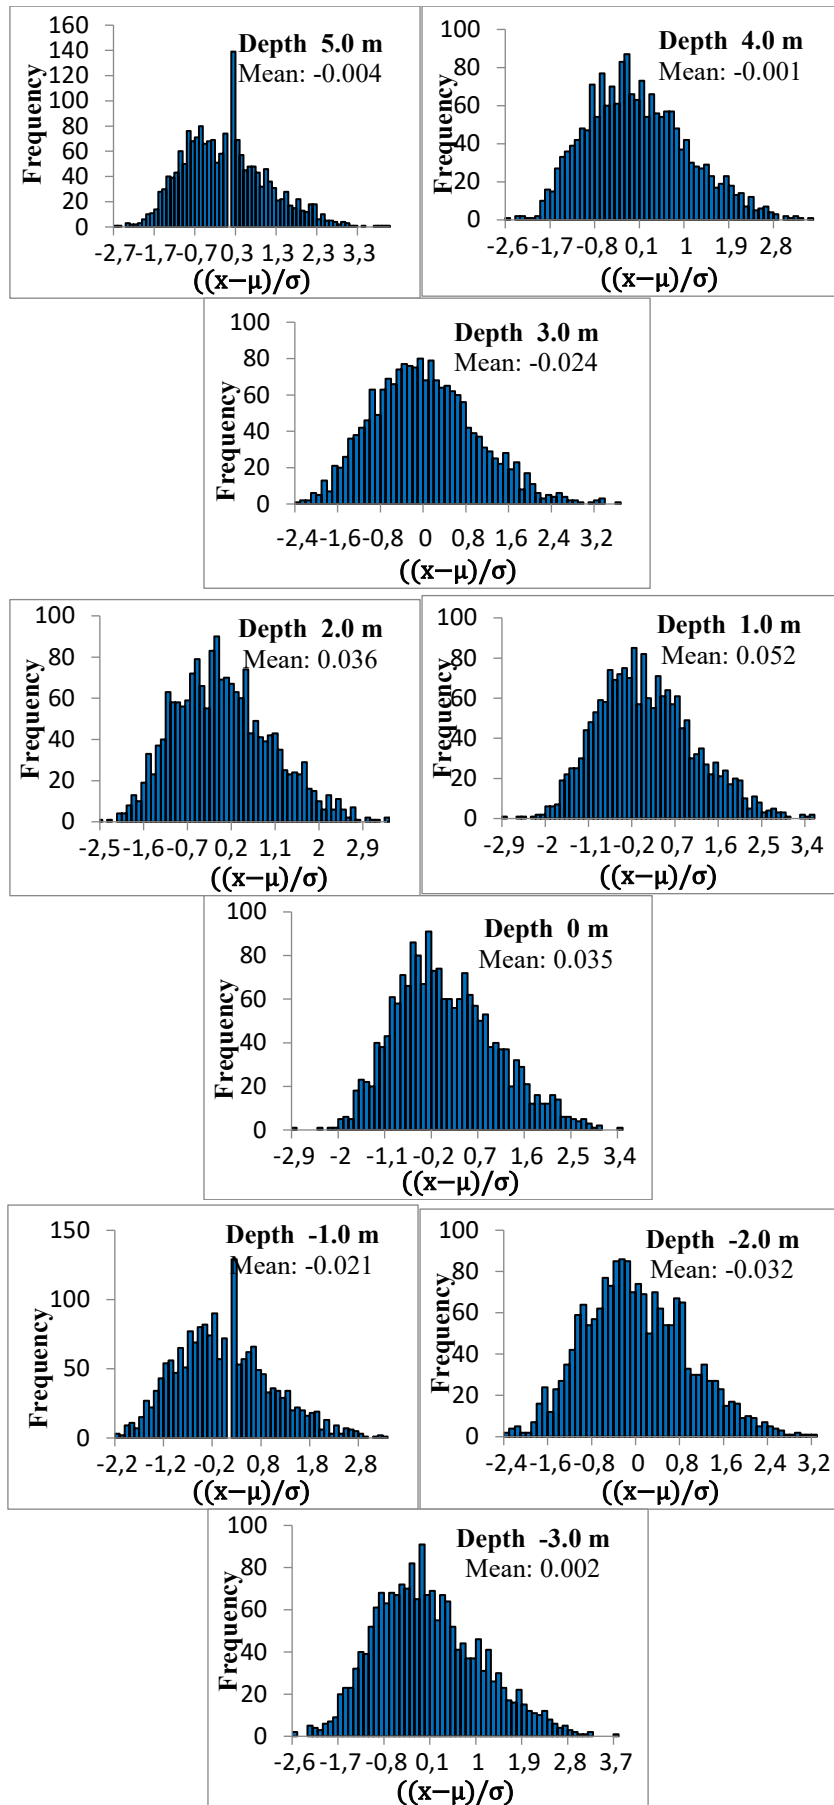 160
140
120
100
80
60
40
20
0
Frequency
Depth 5.0 m
Mean: -0.004
-2,7 -1,7 -0,7 0,3 1,3 2,3 3,3
((x−μ)/σ)
100
80
60
40
20
0
Frequency
Depth 4.0 m
Mean: -0.001
-2,6 -1,7 -0,8 0,1 1 1,9 2,8
((x−μ)/σ)
100
80
60
40
20
0
Frequency
Depth 3.0 m
Mean: -0.024
-2,4 -1,6 -0,8 0 0,8 1,6 2,4 3,2
((x−μ)/σ)
100
80
60
40
20
0
Frequency
Depth 2.0 m
Mean: 0.036
-2,5 -1,6 -0,7 0,2 1,1 2 2,9
((x−μ)/σ)
100
80
60
40
20
0
Frequency
Depth 1.0 m
Mean: 0.052
-2,9 -2 -1,1 -0,2 0,7 1,6 2,5 3,4
((x−μ)/σ)
100
80
60
40
20
0
Frequency
Depth 0 m
Mean: 0.035
-2,9 -2 -1,1 -0,2 0,7 1,6 2,5 3,4
((x−μ)/σ)
150
100
50
0
Frequency
Depth -1.0 m
Mean: -0.021
-2,2 -1,2 -0,2 0,8 1,8 2,8
((x−μ)/σ)
100
80
60
40
20
0
Frequency
Depth -2.0 m
Mean: -0.032
-2,4 -1,6 -0,8 0 0,8 1,6 2,4 3,2
((x−μ)/σ)
100
80
60
40
20
0
Frequency
Depth -3.0 m
Mean: 0.002
-2,6 -1,7 -0,8 0,1 1 1,9 2,8 3,7
((x−μ)/σ)